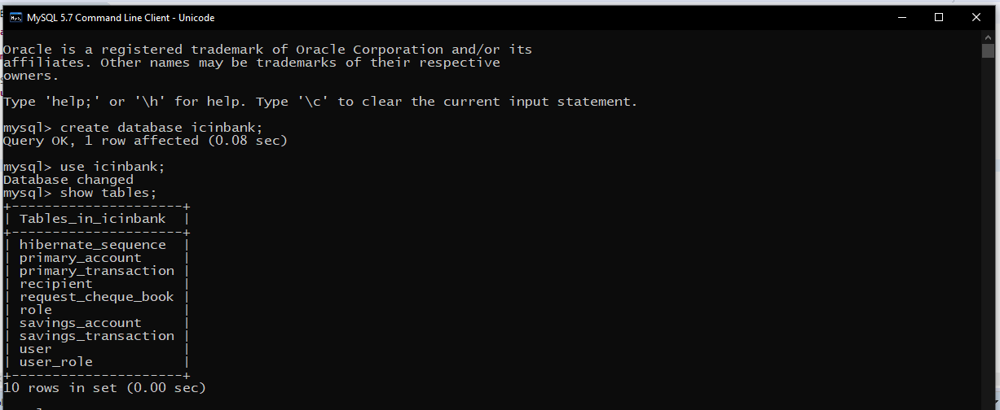 MySQL 5.7 Command Line Client - Unicode
Oracle is a registered trademark of Oracle Corporation and/or its
affiliates. Other names may be trademarks of their respective
owners.
Type 'help;' or '\h' for help. Type '\c' to clear the current input statement.
mysql> create database icinbank;
Query OK, 1 row affected (0.08 sec)
mysql> use icinbank;
Database changed
mysql> show tables;
+---------------------+
| Tables_in_icinbank  |
+---------------------+
| hibernate_sequence  |
| primary_account     |
| primary_transaction |
| recipient           |
| request_cheque_book |
| role                |
| savings_account     |
| savings_transaction |
| user                |
| user_role           |
+---------------------+
10 rows in set (0.00 sec)